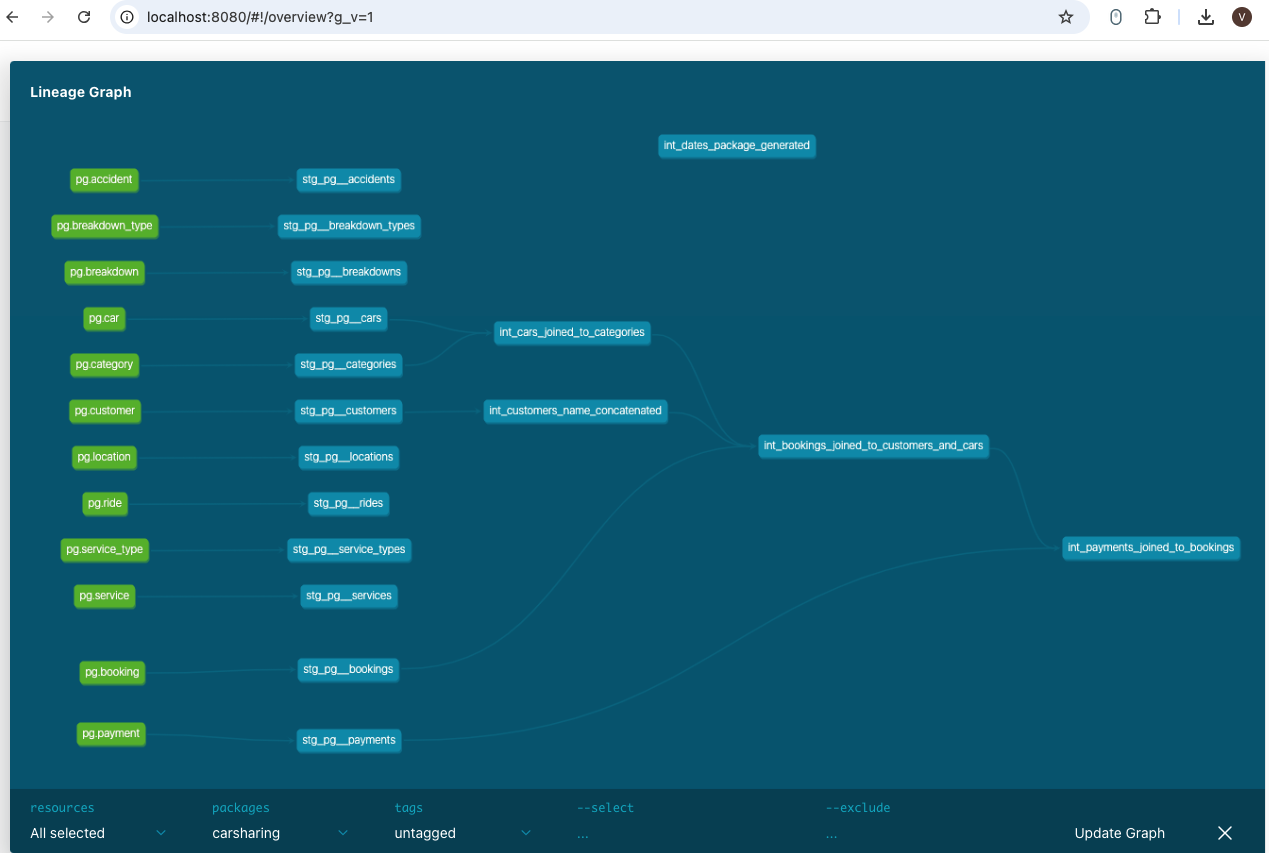 localhost:8080/#!/overview?g_v=1
V
Lineage Graph
int_dates_package_generated
pg.accident
stg_pg__accidents
pg.breakdown_type
stg_pg__breakdown_types
pg.breakdown
stg_pg__breakdowns
pg.car
stg_pg__cars
int_cars_joined_to_categories
pg.category
stg_pg__categories
pg.customer
stg_pg__customers
int_customers_name_concatenated
int_bookings_joined_to_customers_and_cars
pg.location
stg_pg__locations
pg.ride
stg_pg__rides
pg.service_type
stg_pg__service_types
int_payments_joined_to_bookings
pg.service
stg_pg__services
pg.booking
stg_pg__bookings
pg.payment
stg_pg__payments
resources packages tags --select --exclude
All selected carsharing untagged ... ... Update Graph